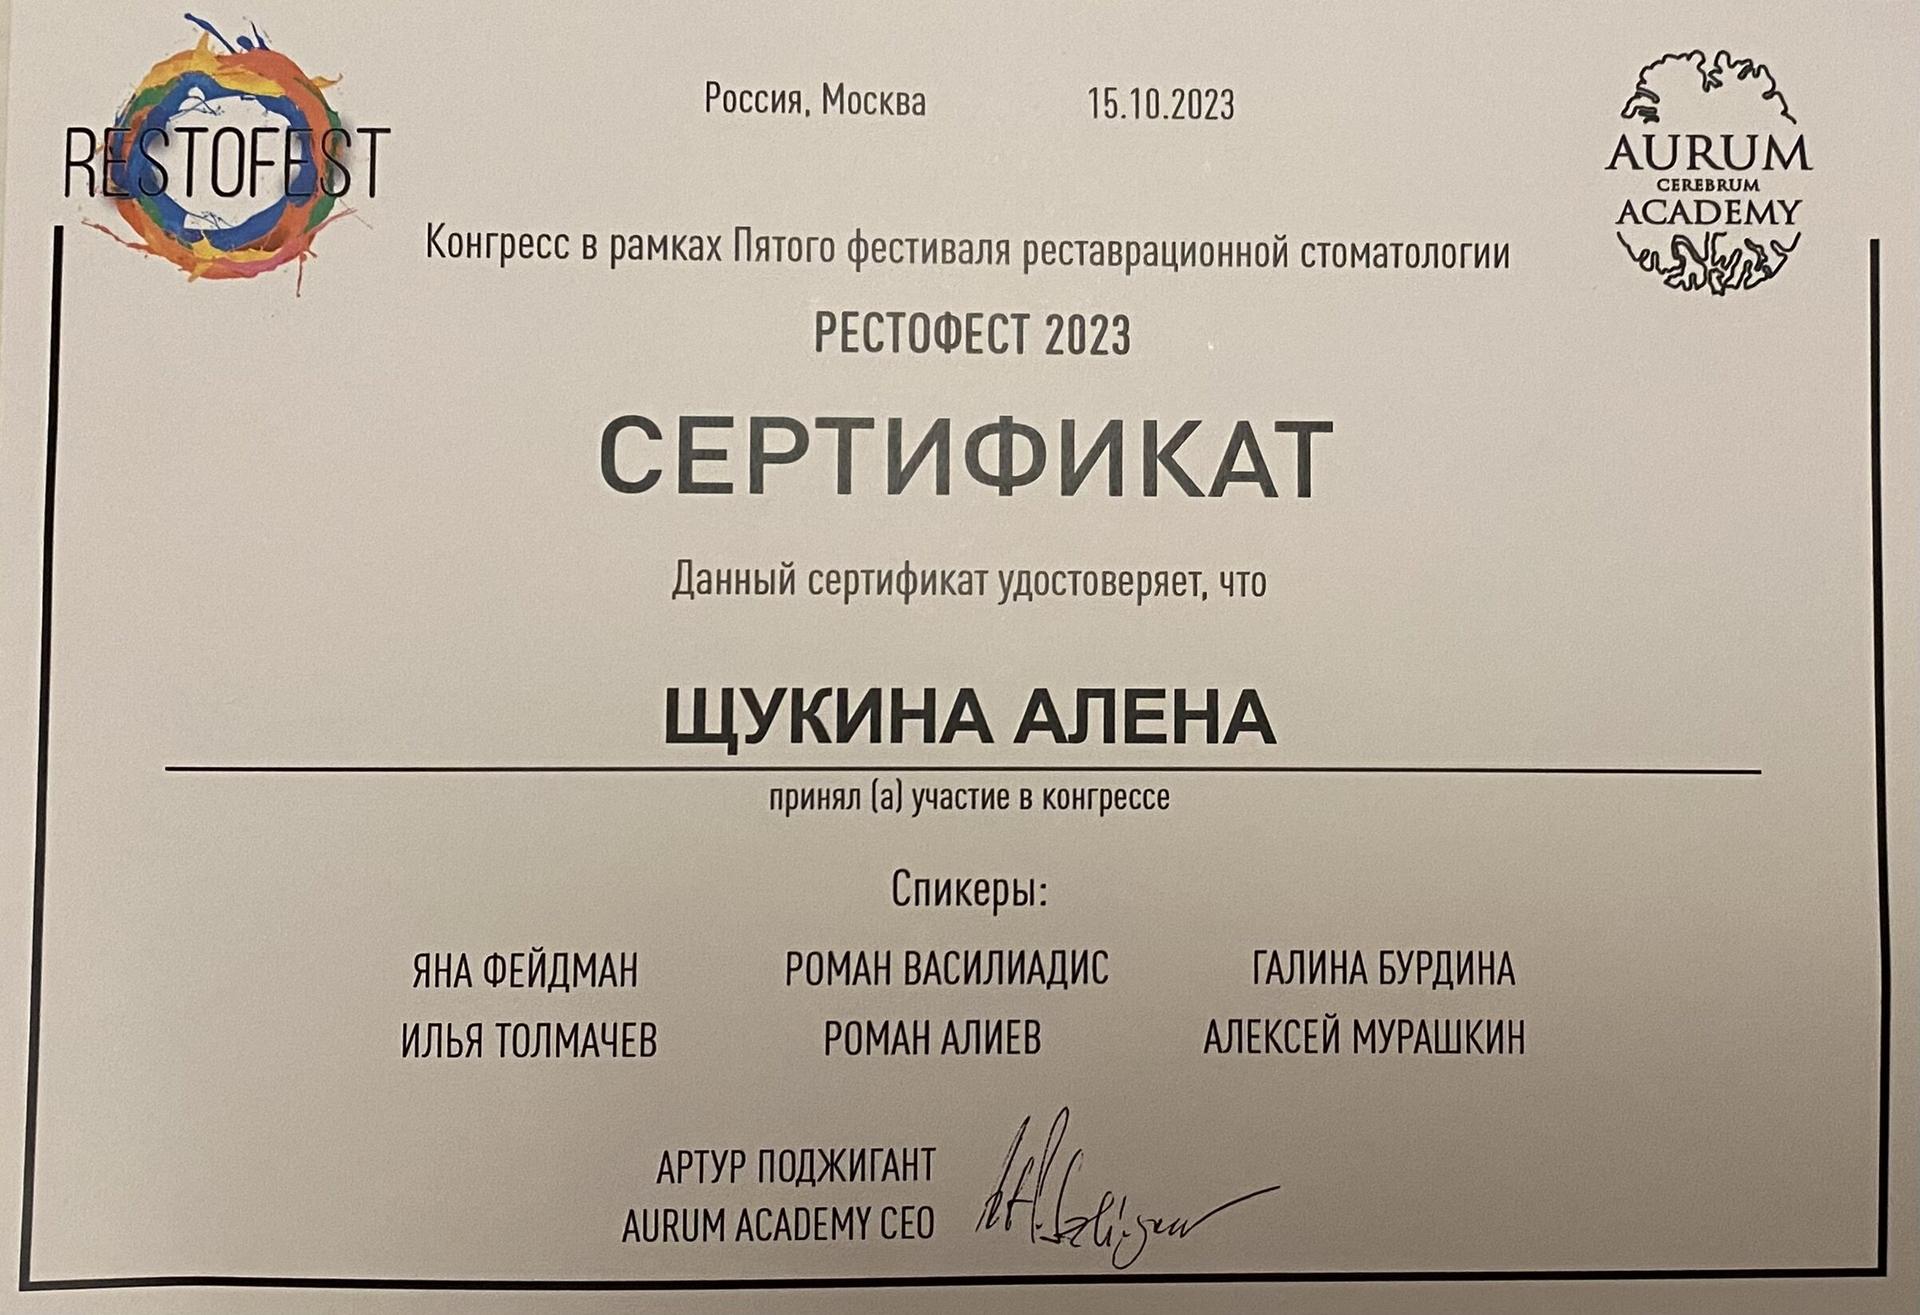 RESTOFEST
Россия, Москва 15.10.2023
AURUM
CEREBRUM
ACADEMY
Конгресс в рамках Пятого фестиваля реставрационной стоматологии
РЕСТОФЕСТ 2023
СЕРТИФИКАТ
Данный сертификат удостоверяет, что
ЩУКИНА АЛЕНА
принял (а) участие в конгрессе
Спикеры:
ЯНА ФЕЙДМАН РОМАН ВАСИЛИАДИС ГАЛИНА БУРДИНА
ИЛЬЯ ТОЛМАЧЕВ РОМАН АЛИЕВ АЛЕКСЕЙ МУРАШКИН
АРТУР ПОДЖИГАНТ
AURUM ACADEMY CEO